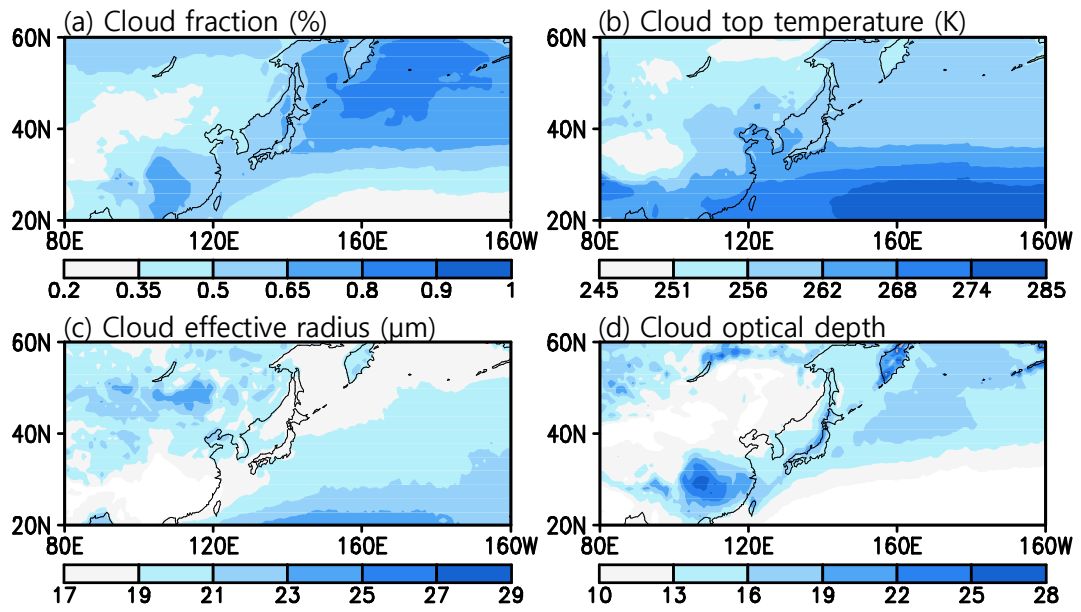 (a) Cloud fraction (%)
60N
40N
20N
80E 120E 160E 160W
0.2 0.35 0.5 0.65 0.8 0.9 1
(b) Cloud top temperature (K)
60N
40N
20N
80E 120E 160E 160W
245 251 256 262 268 274 285
(c) Cloud effective radius (μm)
60N
40N
20N
80E 120E 160E 160W
17 19 21 23 25 27 29
(d) Cloud optical depth
60N
40N
20N
80E 120E 160E 160W
10 13 16 19 22 25 28